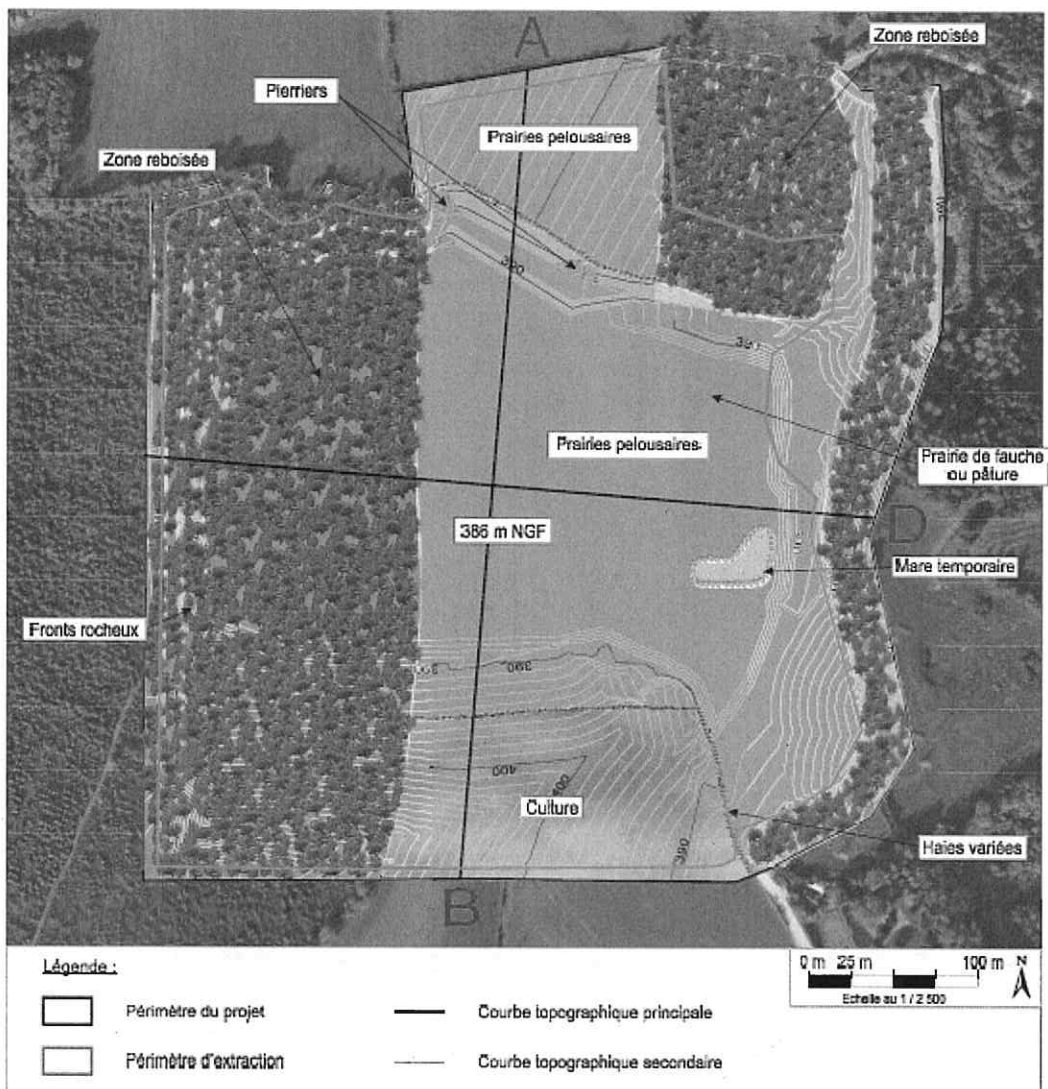 A
Zone reboisée
Pierriers
Prairies pelousaires
Zone reboisée
390
390
Prairies pelousaires
Prairie de fauche
ou pâture
386 m NGF
D
Mare temporaire
Fronts rocheux
390
390
400
400
Culture
390
Haies variées
B
Légende :
0 m 25 m 100 m N
Echelle au 1 / 2 500
Périmètre du projet
Courbe topographique principale
Périmètre d'extraction
Courbe topographique secondaire